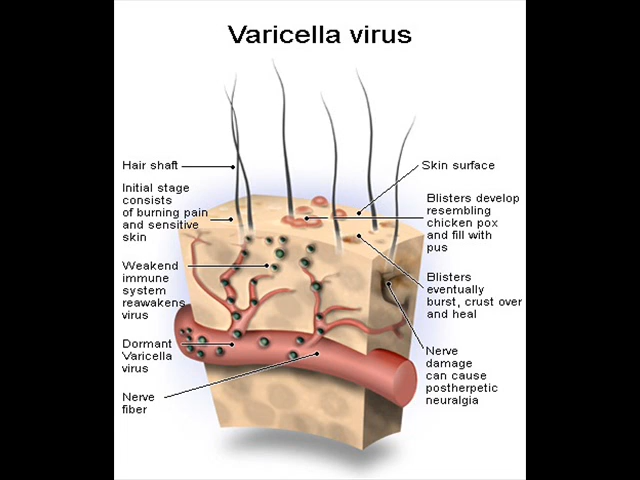 Varicella virus
Hair shaft
Skin surface
Initial stage
consists
of burning pain
and sensitive
skin
Blisters develop
resembling
chicken pox
and fill with
pus
Weakend
immune
system
reawakens
virus
Blisters
eventually
burst, crust over
and heal
Dormant
Varicella
virus
Nerve
damage
can cause
postherpetic
neuralgia
Nerve
fiber